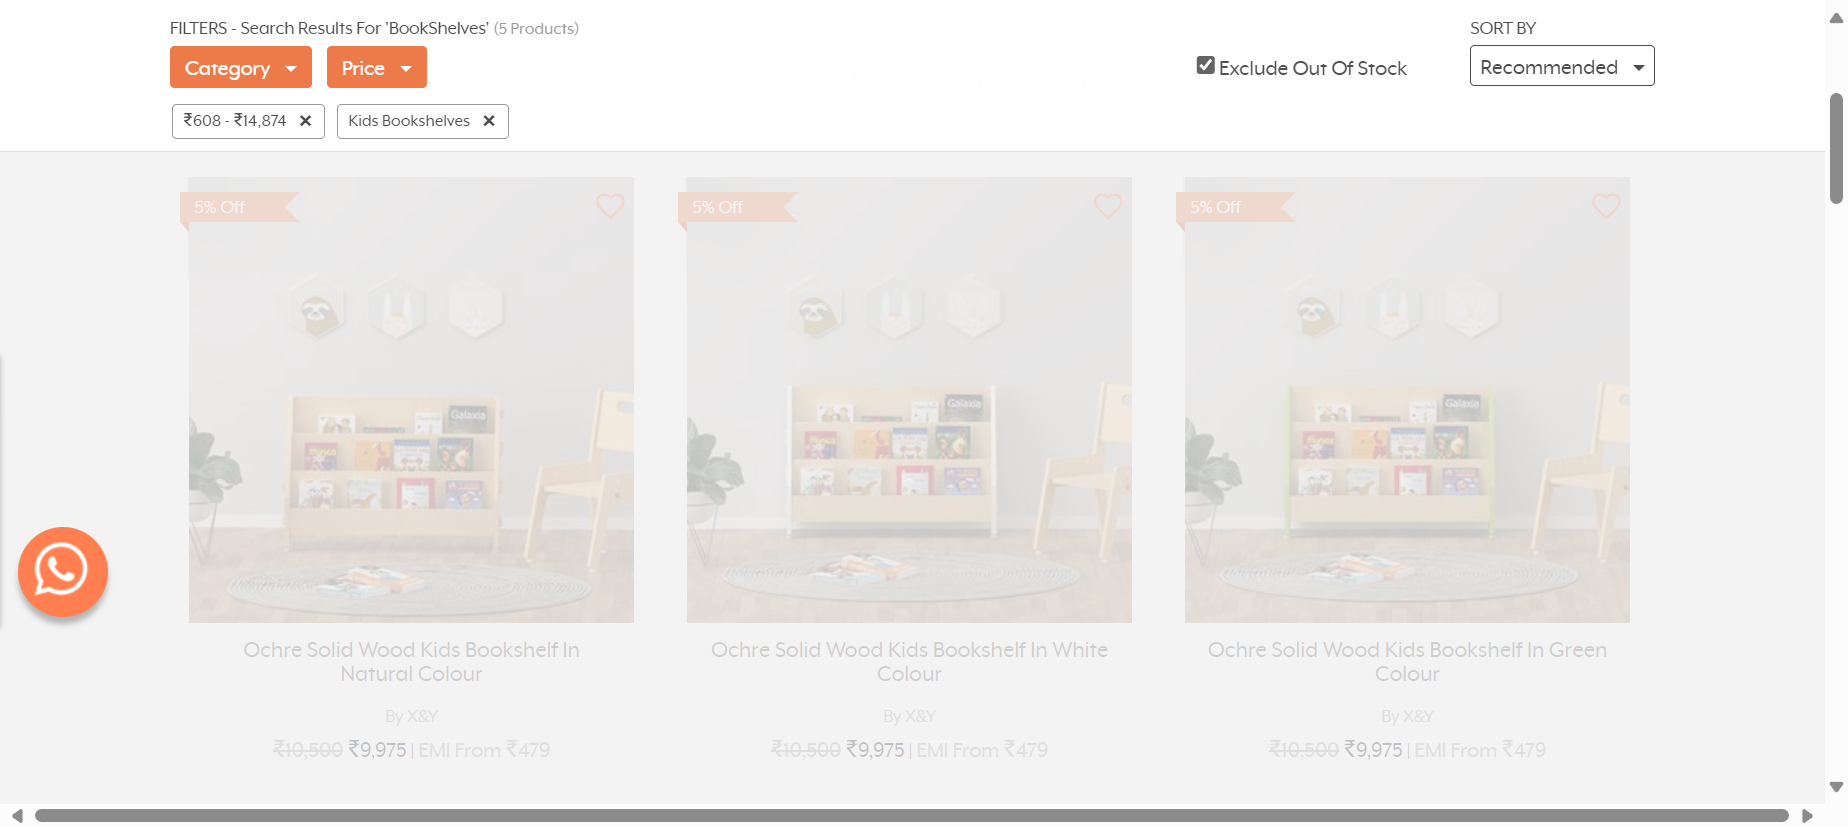 FILTERS - Search Results For 'BookShelves' (5 Products)
SORT BY
Category
Price
Exclude Out Of Stock
Recommended
₹608 - ₹14,874
Kids Bookshelves
5% Off
5% Off
5% Off
Galaxia
Galaxia
Galaxia
Ochre Solid Wood Kids Bookshelf In
Natural Colour
By X&Y
₹10,500 ₹9,975 | EMI From ₹479
Ochre Solid Wood Kids Bookshelf In White
Colour
By X&Y
₹10,500 ₹9,975 | EMI From ₹479
Ochre Solid Wood Kids Bookshelf In Green
Colour
By X&Y
₹10,500 ₹9,975 | EMI From ₹479